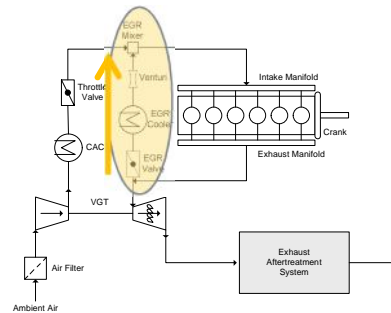 EGR
Mixer
Throttle
Valve
Venturi
Intake Manifold
EGR
Cooler
CAC
Crank
EGR
Valve
Exhaust Manifold
VGT
Air Filter
Exhaust
Aftertreatment
System
Ambient Air